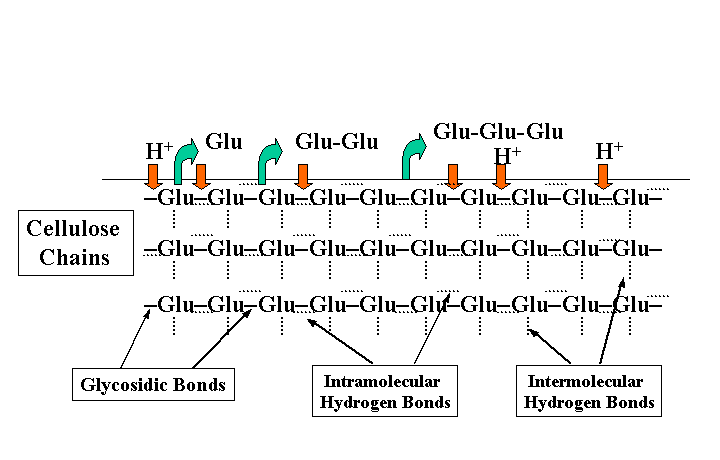 Glu
Glu-Glu
Glu-Glu-Glu
H⁺
H⁺
H⁺
–Glu–Glu–Glu–Glu–Glu–Glu–Glu–Glu–Glu–Glu–
Cellulose
Chains
–Glu–Glu–Glu–Glu–Glu–Glu–Glu–Glu–Glu–Glu–
–Glu–Glu–Glu–Glu–Glu–Glu–Glu–Glu–Glu–Glu–
Glycosidic Bonds
Intramolecular
Hydrogen Bonds
Intermolecular
Hydrogen Bonds